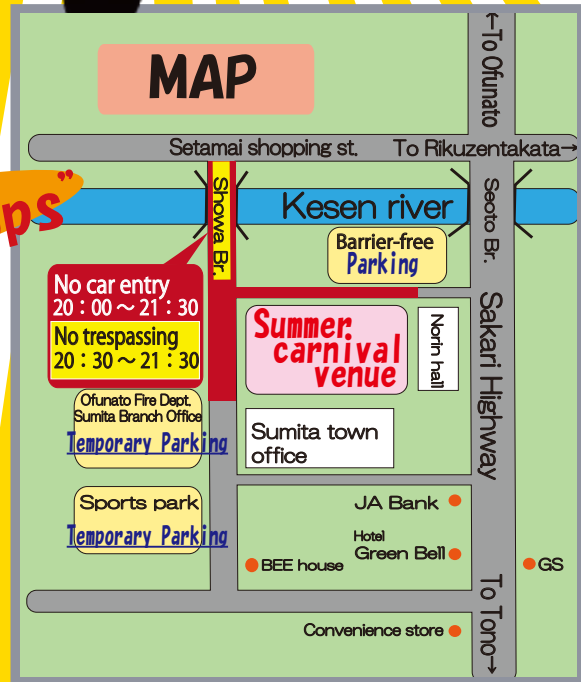 MAP
←To Ofunato
Setamai shopping st.
To Rikuzentakata→
ps”
Showa Br.
Kesen river
Seoto Br.
Barrier-free
Parking
No car entry
20：00～21：30
No trespassing
20：30～21：30
Summer
carnival
venue
Norin hall
Sakari Highway
Ofunato Fire Dept.
Sumita Branch Office
Temporary Parking
Sumita town
office
Sports park
Temporary Parking
JA Bank
Hotel
Green Bell
BEE house
GS
To Tono→
Convenience store